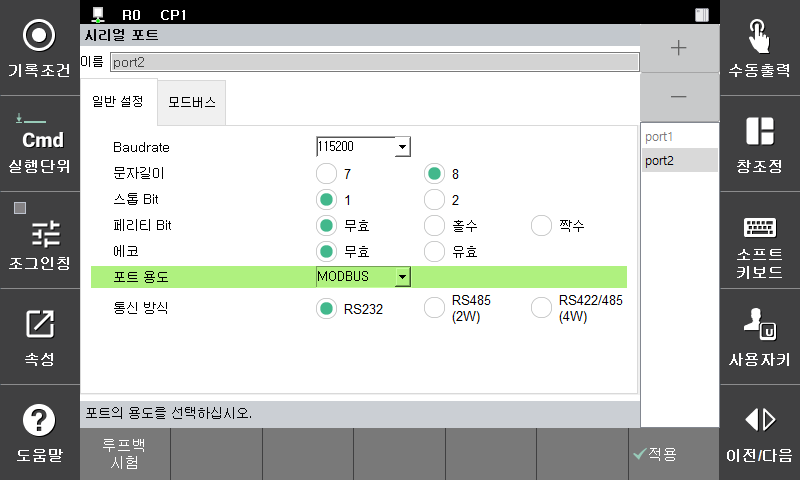 R0 CP1
기록조건
Cmd
실행단위
조그인칭
속성
도움말
시리얼 포트
이름 port2
일반 설정 모드버스
Baudrate 115200
문자길이 7 8
스톱 Bit 1 2
페리티 Bit 무효 홀수 짝수
에코 무효 유효
포트 용도 MODBUS
통신 방식 RS232 RS485 RS422/485
(2W) (4W)
포트의 용도를 선택하십시오.
루프백
시험
적용
port1
port2
수동출력
창조정
소프트
키보드
U
사용자키
이전/다음